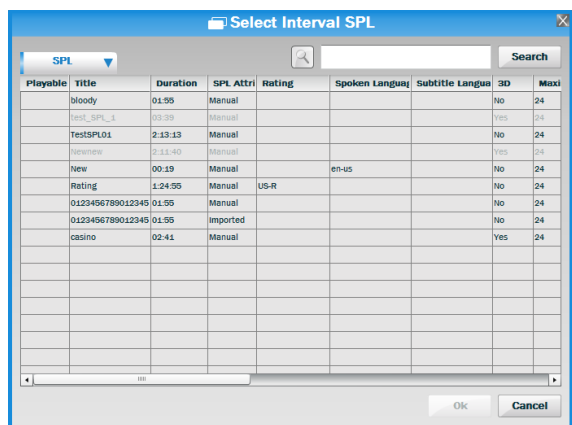 Select Interval SPL
SPL Search
Playable Title Duration SPL Attri Rating Spoken Languag Subtitle Langua 3D Maxi
bloody 01:55 Manual No 24
test_SPL_1 03:39 Manual Yes 24
TestSPL01 2:13:13 Manual No 24
Newnew 2:11:40 Manual Yes 24
New 00:19 Manual en-us No 24
Rating 1:24:55 Manual US-R No 24
0123456789012345 01:55 Manual No 24
0123456789012345 01:55 Imported No 24
casino 02:41 Manual Yes 24
Ok Cancel